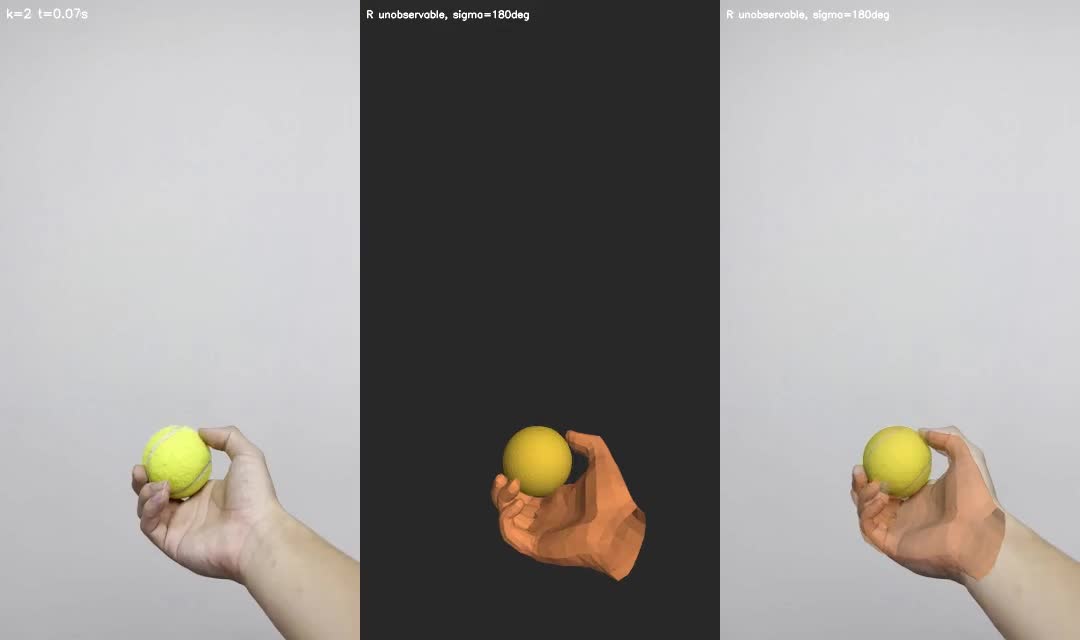 k=2 t=0.07s
R unobservable, sigma=180deg
R unobservable, sigma=180deg